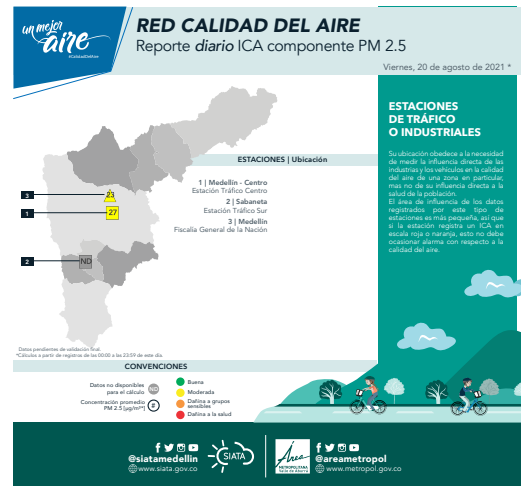 un mejor
aire
#CalidadDelAire
RED CALIDAD DEL AIRE
Reporte diario ICA componente PM 2.5
Viernes, 20 de agosto de 2021 *
ESTACIONES | Ubicación
1 | Medellín - Centro
Estación Tráfico Centro
2 | Sabaneta
Estación Tráfico Sur
3 | Medellín
Fiscalía General de la Nación
3
23
1
27
2
ND
Datos pendientes de validación final.
*Cálculos a partir de registros de las 00:00 a las 23:59 de este día.
ESTACIONES
DE TRÁFICO
O INDUSTRIALES
Su ubicación obedece a la necesidad
de medir la influencia directa de las
industrias y los vehículos en la calidad
del aire de una zona en particular,
mas no de su influencia directa a la
salud de la población.
El área de influencia de los datos
registrados por este tipo de
estaciones es más pequeña, así que
si la estación registra un ICA en
escala roja o naranja, esto no debe
ocasionar alarma con respecto a la
calidad del aire.
CONVENCIONES
Datos no disponibles
para el cálculo
ND
Concentración promedio
PM 2.5 [µg/m³*]
#
Buena
Moderada
Dañina a grupos
sensibles
Dañina a la salud
@siatamedellin
www.siata.gov.co
SIATA
Área
METROPOLITANA
Valle de Aburrá
@areametropol
www.metropol.gov.co